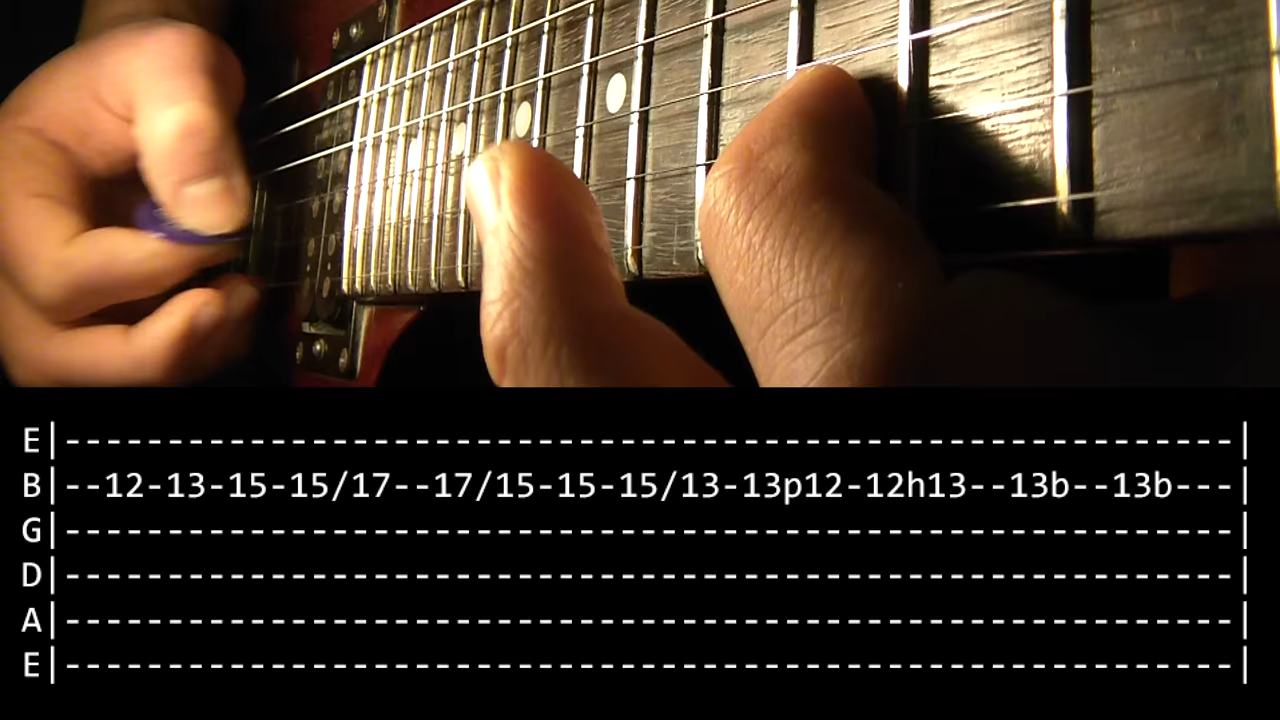 E|---------------------------------------------------------|
B|--12-13-15-15/17--17/15-15-15/13-13p12-12h13--13b--13b---|
G|---------------------------------------------------------|
D|---------------------------------------------------------|
A|---------------------------------------------------------|
E|---------------------------------------------------------|